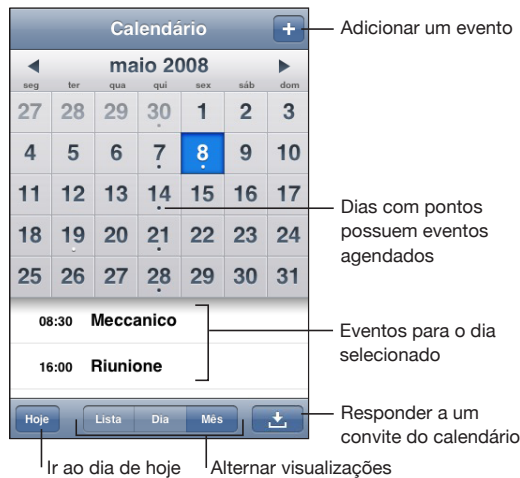 Calendário
+
Adicionar um evento
maio 2008
seg ter qua qui sex sáb dom
27 28 29 30 1 2 3
4 5 6 7 8 9 10
11 12 13 14 15 16 17
Dias com pontos
possuem eventos
agendados
18 19 20 21 22 23 24
25 26 27 28 29 30 31
08:30 Meccanico
16:00 Riunione
Eventos para o dia
selecionado
Hoje Lista Dia Mês
Responder a um
convite do calendário
Ir ao dia de hoje
Alternar visualizações